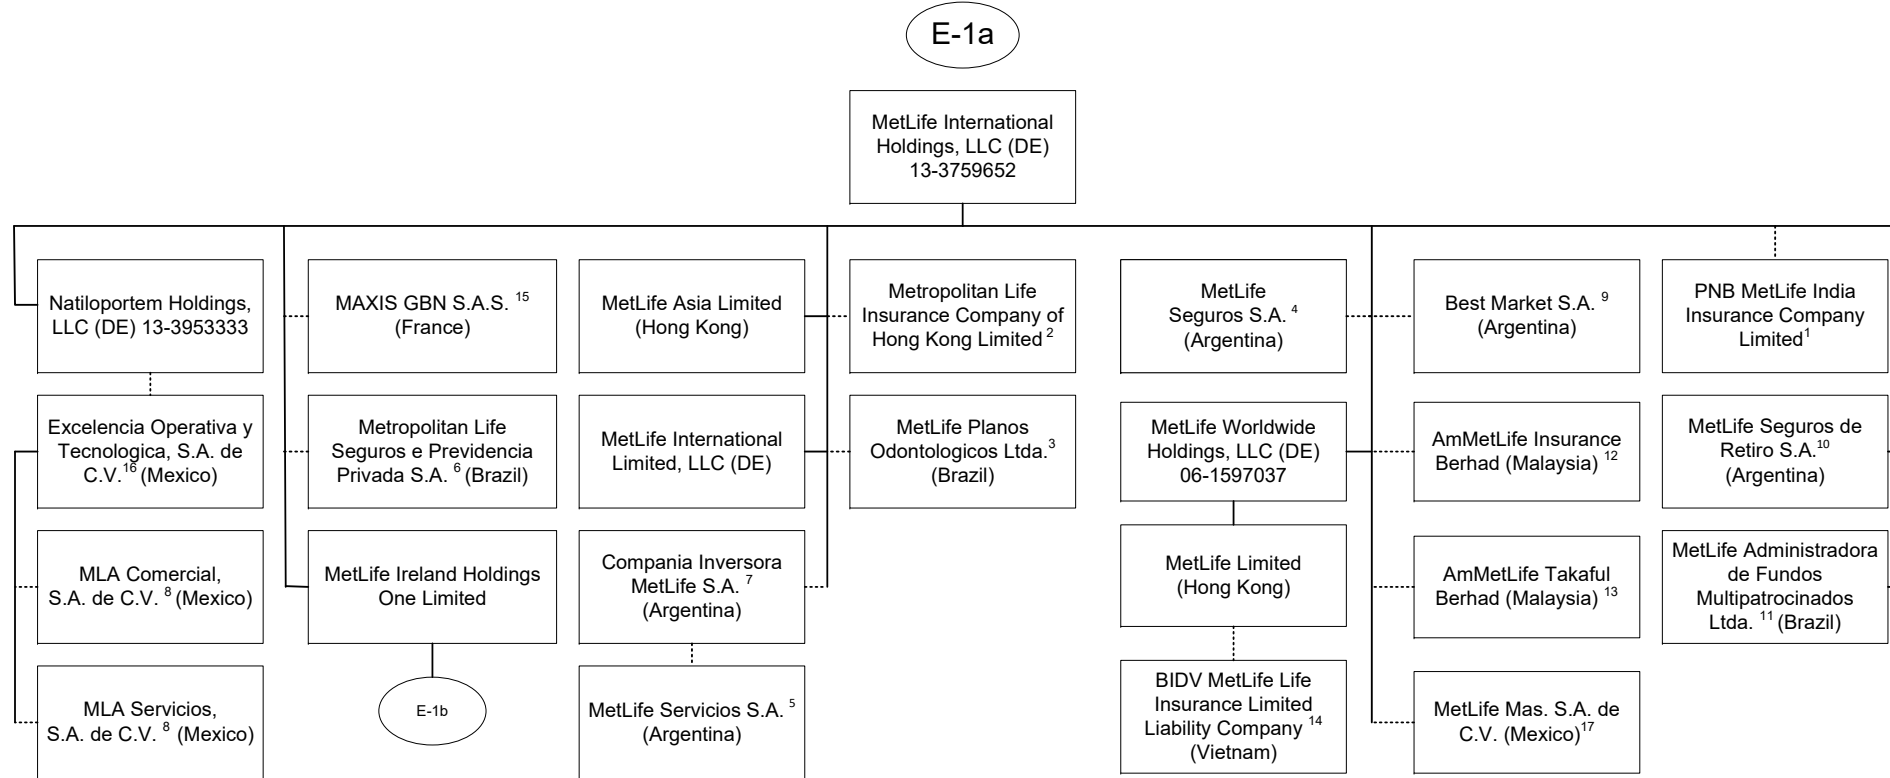 E-1a
MetLife International
Holdings, LLC (DE)
13-3759652
Natiloportem Holdings,
LLC (DE) 13-3953333
MAXIS GBN S.A.S. 15
(France)
MetLife Asia Limited
(Hong Kong)
Metropolitan Life
Insurance Company of
Hong Kong Limited 2
MetLife
Seguros S.A. 4
(Argentina)
Best Market S.A. 9
(Argentina)
PNB MetLife India
Insurance Company
Limited1
Excelencia Operativa y
Tecnologica, S.A. de
C.V.16 (Mexico)
Metropolitan Life
Seguros e Previdencia
Privada S.A. 6 (Brazil)
MetLife International
Limited, LLC (DE)
MetLife Planos
Odontologicos Ltda.3
(Brazil)
MetLife Worldwide
Holdings, LLC (DE)
06-1597037
AmMetLife Insurance
Berhad (Malaysia) 12
MetLife Seguros de
Retiro S.A.10
(Argentina)
MLA Comercial,
S.A. de C.V. 8 (Mexico)
MetLife Ireland Holdings
One Limited
Compania Inversora
MetLife S.A. 7
(Argentina)
MetLife Limited
(Hong Kong)
AmMetLife Takaful
Berhad (Malaysia) 13
MetLife Administradora
de Fundos
Multipatrocinados
Ltda. 11 (Brazil)
MLA Servicios,
S.A. de C.V. 8 (Mexico)
E-1b
MetLife Servicios S.A. 5
(Argentina)
BIDV MetLife Life
Insurance Limited
Liability Company 14
(Vietnam)
MetLife Mas. S.A. de
C.V. (Mexico)17